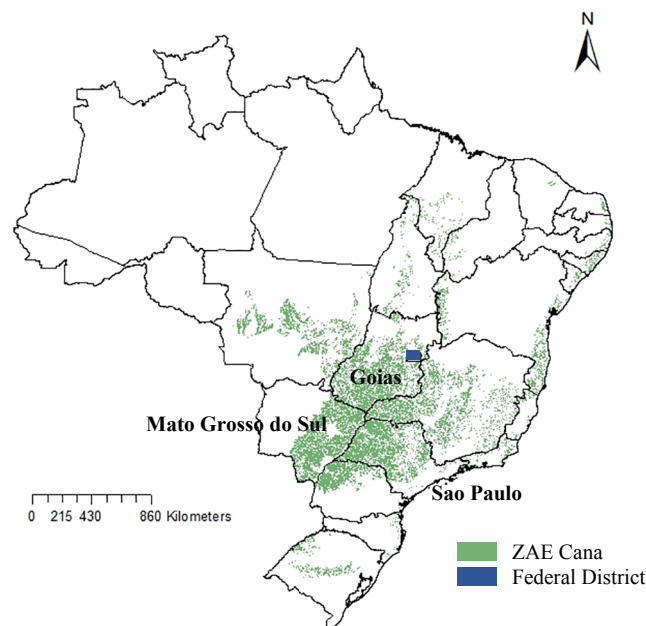 N
Goias
Mato Grosso do Sul
Sao Paulo
0 215 430 860 Kilometers
ZAE Cana
Federal District